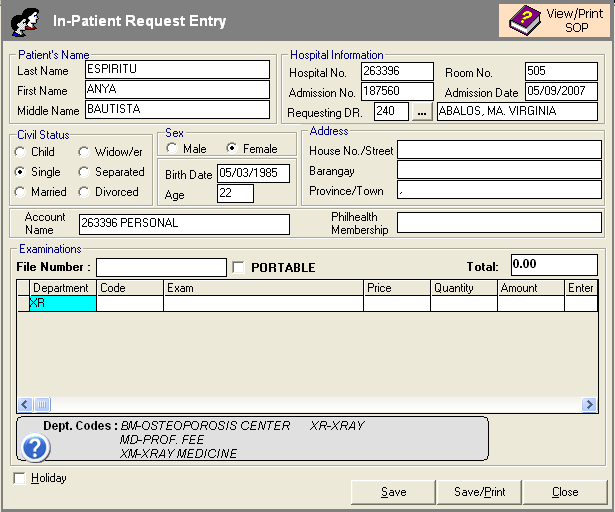 In-Patient Request Entry
View/Print
SOP
Patient's Name
Last Name ESPIRITU
First Name ANYA
Middle Name BAUTISTA
Hospital Information
Hospital No. 263396 Room No. 505
Admission No. 187560 Admission Date 05/09/2007
Requesting DR. 240 ... ABALOS, MA. VIRGINIA
Civil Status
Child Widow/er
Single Separated
Married Divorced
Sex
Male Female
Birth Date 05/03/1985
Age 22
Address
House No./Street
Barangay
Province/Town ,
Account
Name 263396 PERSONAL
Philhealth
Membership
Examinations
File Number : PORTABLE Total: 0.00
Department Code Exam Price Quantity Amount Enter
XR
Dept. Codes : BM-OSTEOPOROSIS CENTER XR-XRAY
MD-PROF. FEE
XM-XRAY MEDICINE
?
Holiday
Save Save/Print Close